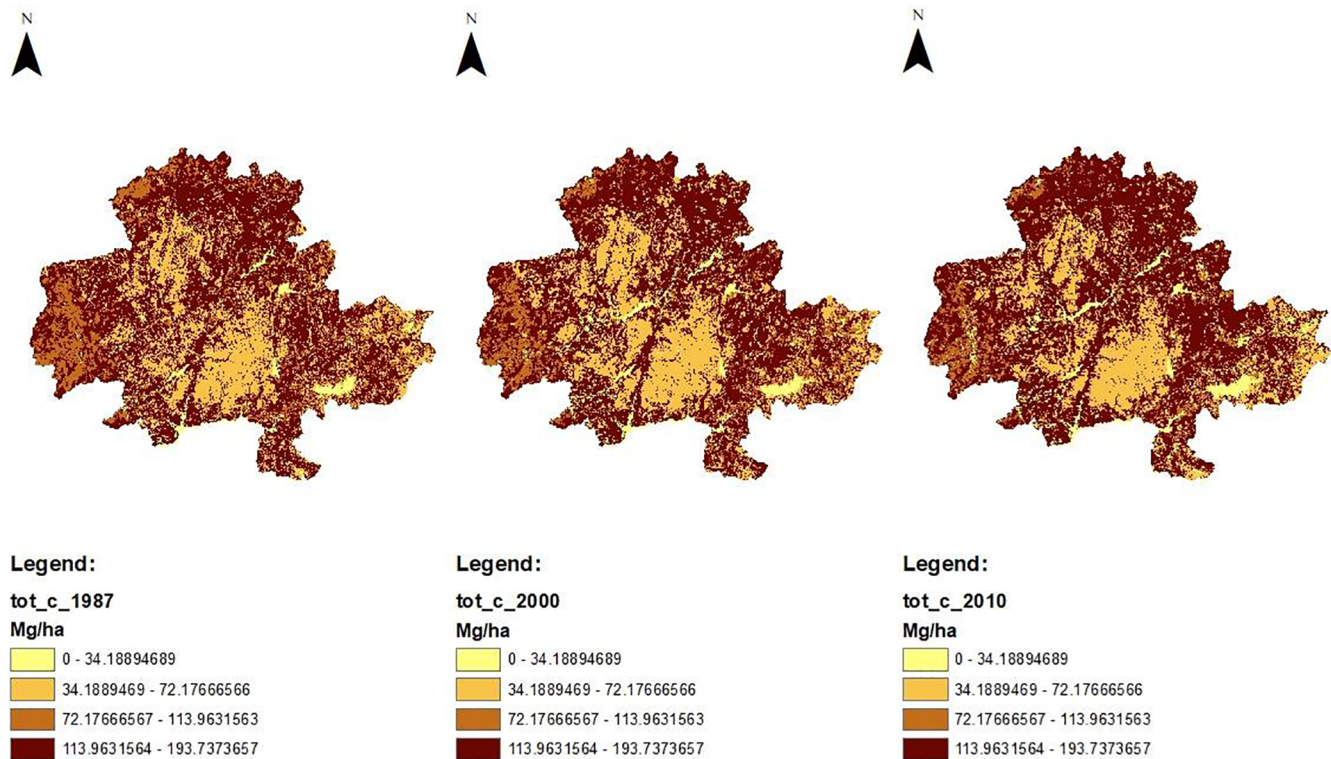 N
N
N
Legend:
tot_c_1987
Mg/ha
0 - 34.18894689
34.1889469 - 72.17666566
72.17666567 - 113.9631563
113.9631564 - 193.7373657
Legend:
tot_c_2000
Mg/ha
0 - 34.18894689
34.1889469 - 72.17666566
72.17666567 - 113.9631563
113.9631564 - 193.7373657
Legend:
tot_c_2010
Mg/ha
0 - 34.18894689
34.1889469 - 72.17666566
72.17666567 - 113.9631563
113.9631564 - 193.7373657